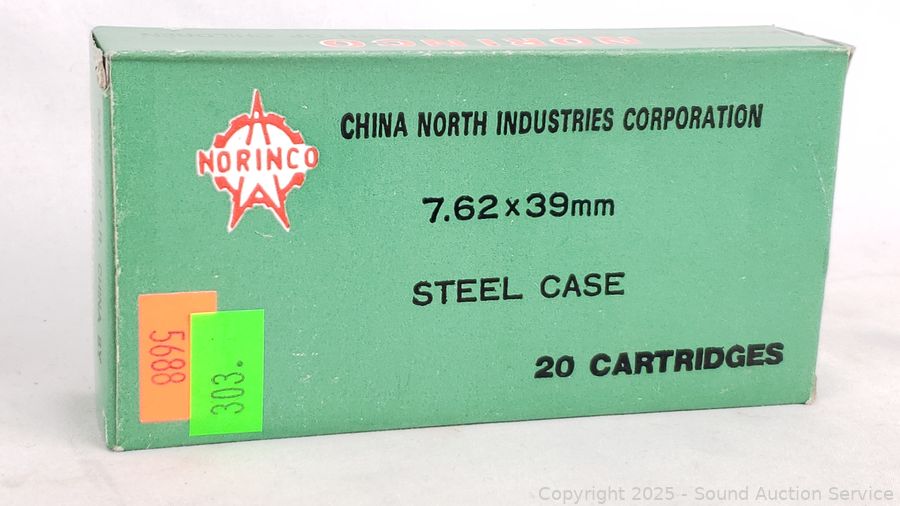 NORINCO
NORINCO
CHINA NORTH INDUSTRIES CORPORATION
7.62×39mm
STEEL CASE
20 CARTRIDGES
5688
303.
Copyright © 2025 - Sound Auction Service